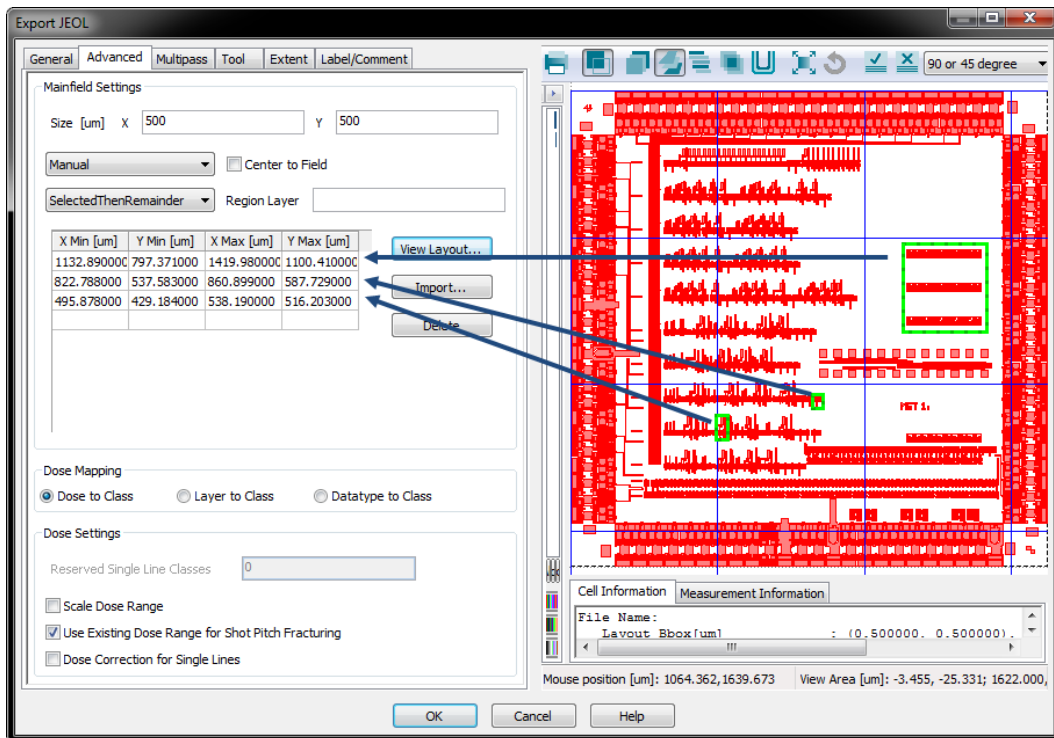 Export JEOL
General Advanced Multipass Tool Extent Label/Comment
Mainfield Settings
Size [um] X 500 Y 500
Manual Center to Field
SelectedThenRemainder Region Layer
X Min [um] Y Min [um] X Max [um] Y Max [um]
1132.890000 797.371000 1419.980000 1100.410000
822.788000 537.583000 860.899000 587.729000
495.878000 429.184000 538.190000 516.203000
View Layout...
Import...
Delete
Dose Mapping
Dose to Class Layer to Class Datatype to Class
Dose Settings
Reserved Single Line Classes 0
Scale Dose Range
Use Existing Dose Range for Shot Pitch Fracturing
Dose Correction for Single Lines
90 or 45 degree
MET 1:
Cell Information Measurement Information
File Name:
Layout Bbox[um] : (0.500000, 0.500000),
Mouse position [um]: 1064.362,1639.673 View Area [um]: -3.455, -25.331; 1622.000,
OK Cancel Help